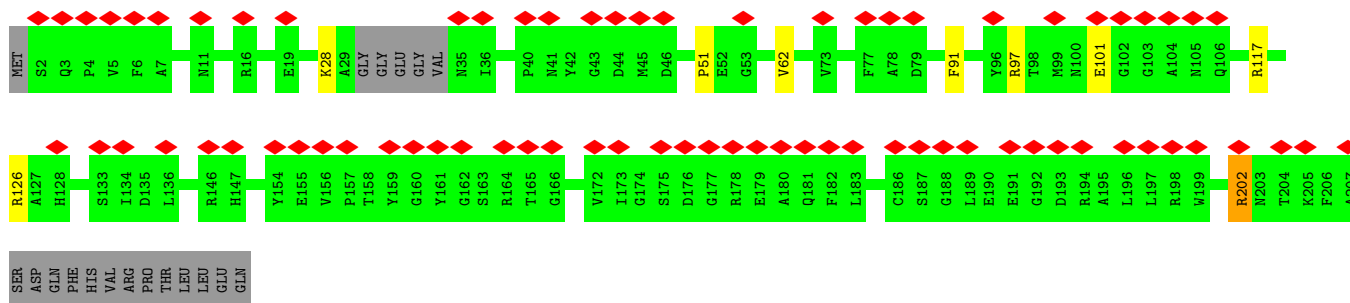 MET S2 Q3 P4 V5 F6 A7 N11 R16 E19 K28 A29 GLY GLY GLU GLY VAL N35 I36 P40 N41 Y42 G43 D44 M45 D46 P51 E52 G53 V62 V73 F77 A78 D79 F91 Y96 R97 T98 M99 N100 E101 G102 G103 A104 N105 Q106 R117
R126 A127 H128 S133 I134 D135 L136 R146 H147 Y154 E155 V156 P157 T158 Y159 G160 Y161 G162 S163 R164 T165 G166 V172 I173 G174 S175 D176 G177 R178 E179 A180 Q181 F182 L183 C186 S187 G188 L189 E190 E191 G192 D193 R194 A195 L196 L197 R198 W199 R202 N203 T204 K205 F206 A207
SER ASP GLN PHE HIS VAL ARG PRO THR LEU LEU GLU GLN